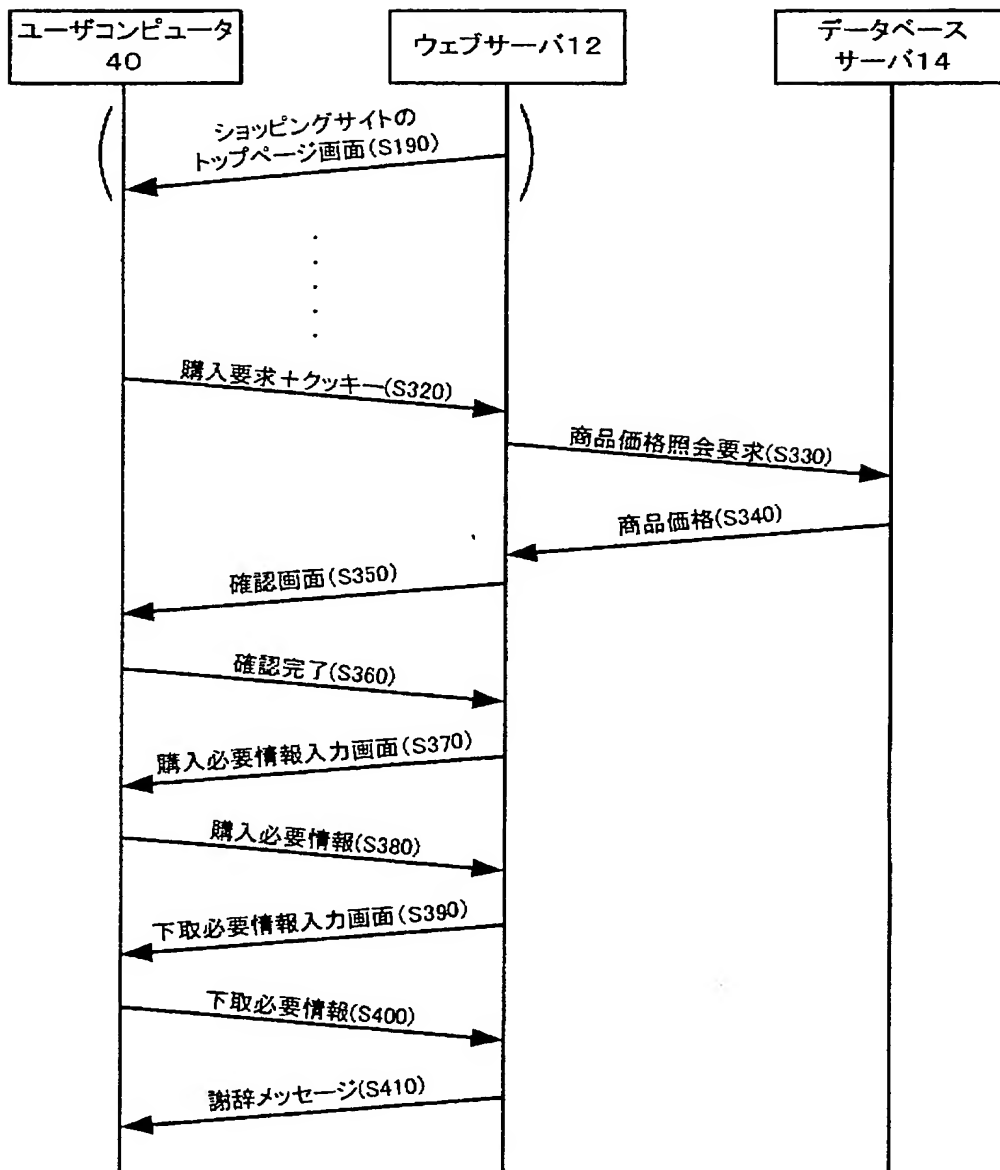 ユーザコンピュータ
40
ウェブサーバ12
データベース
サーバ14
ショッピングサイトの
トップページ画面(S190)
購入要求+クッキー(S320)
商品価格照会要求(S330)
商品価格(S340)
確認画面(S350)
確認完了(S360)
購入必要情報入力画面(S370)
購入必要情報(S380)
下取必要情報入力画面(S390)
下取必要情報(S400)
謝辞メッセージ(S410)